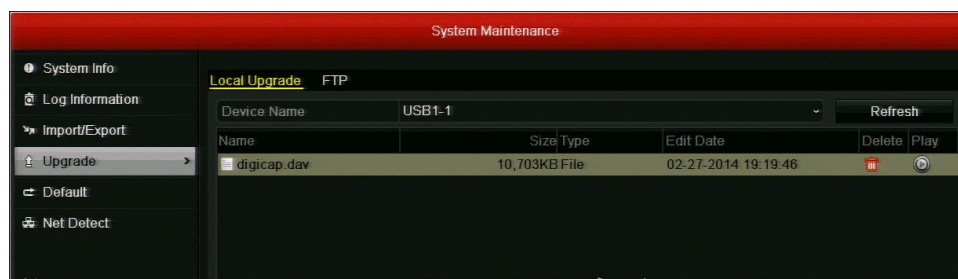 System Maintenance
System Info
Log Information
Import/Export
Upgrade >
Default
Net Detect
Local Upgrade FTP
Device Name USB1-1 Refresh
Name Size Type Edit Date Delete Play
digicap.dav 10,703KB File 02-27-2014 19:19:46